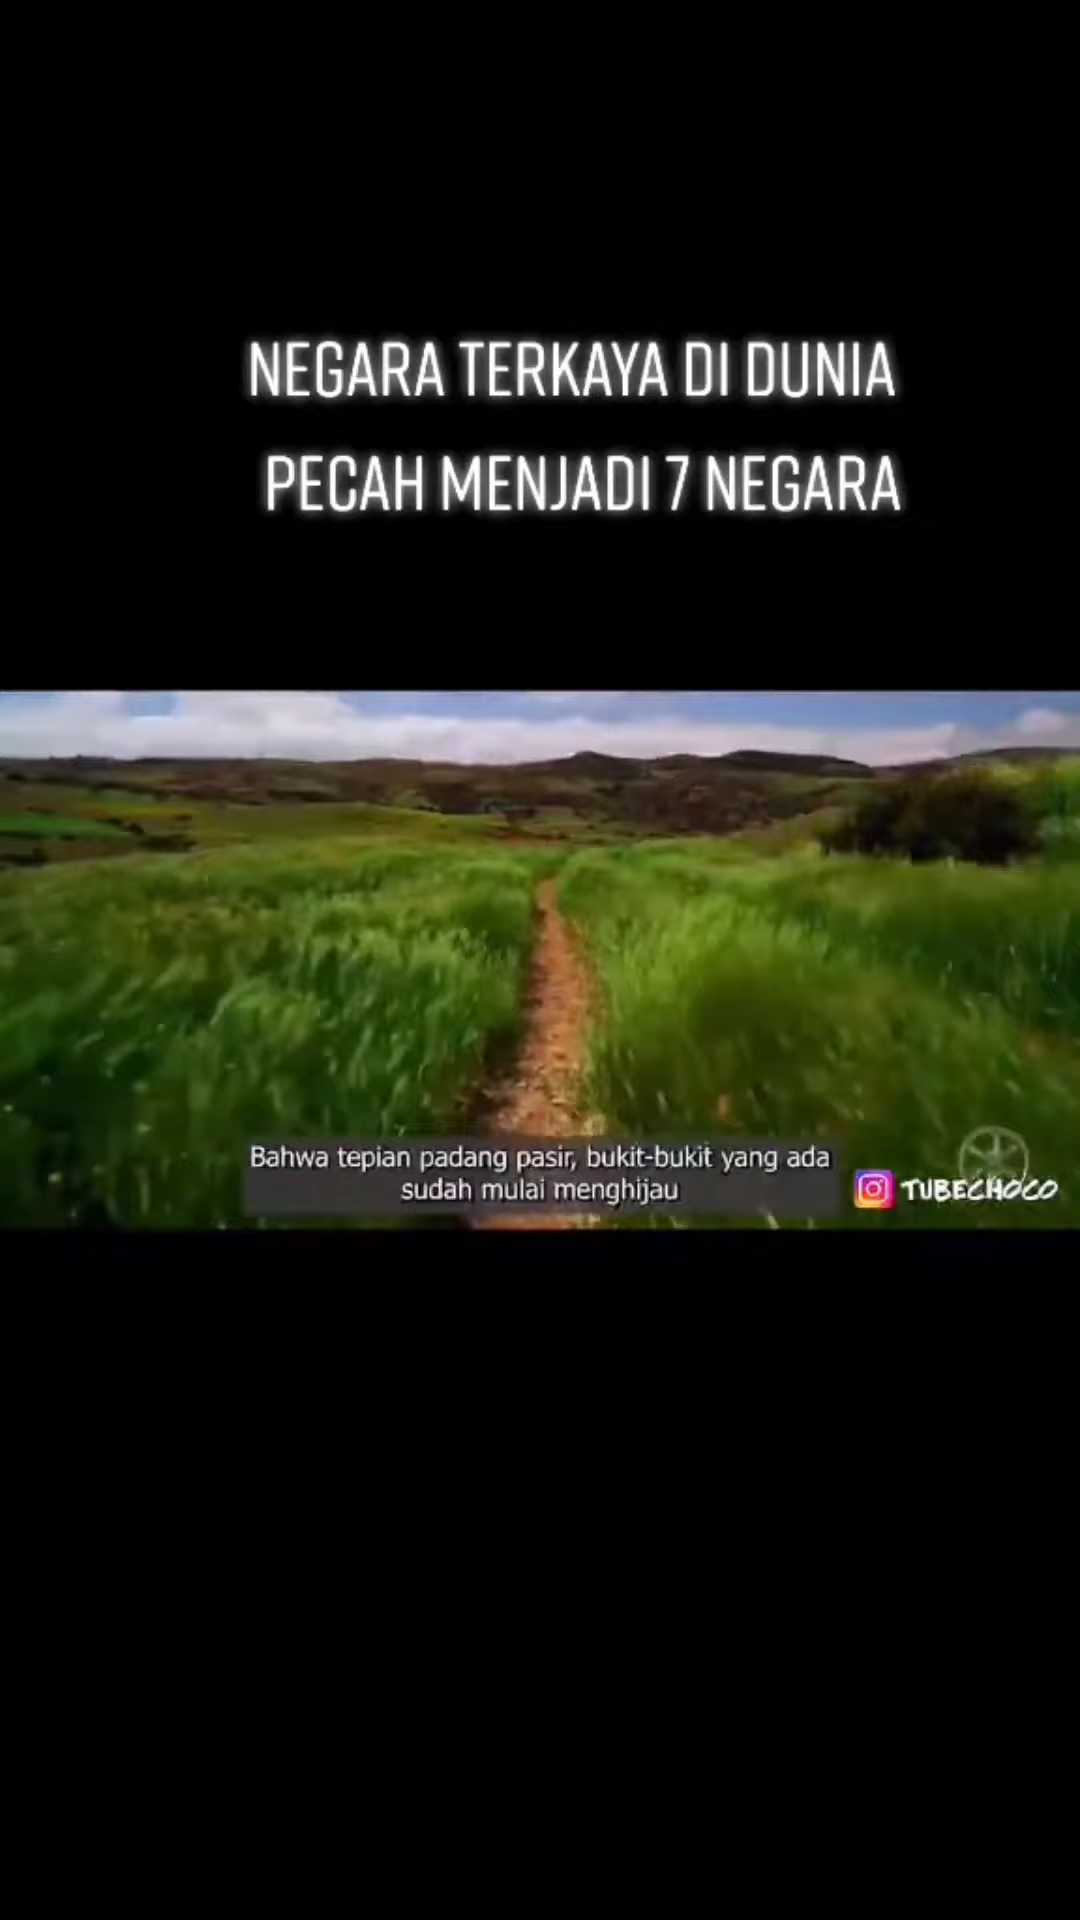 NEGARA TERKAYA DI DUNIA
PECAH MENJADI 7 NEGARA
Bahwa tepian padang pasir, bukit-bukit yang ada
sudah mulai menghijau
TUBECHOCO